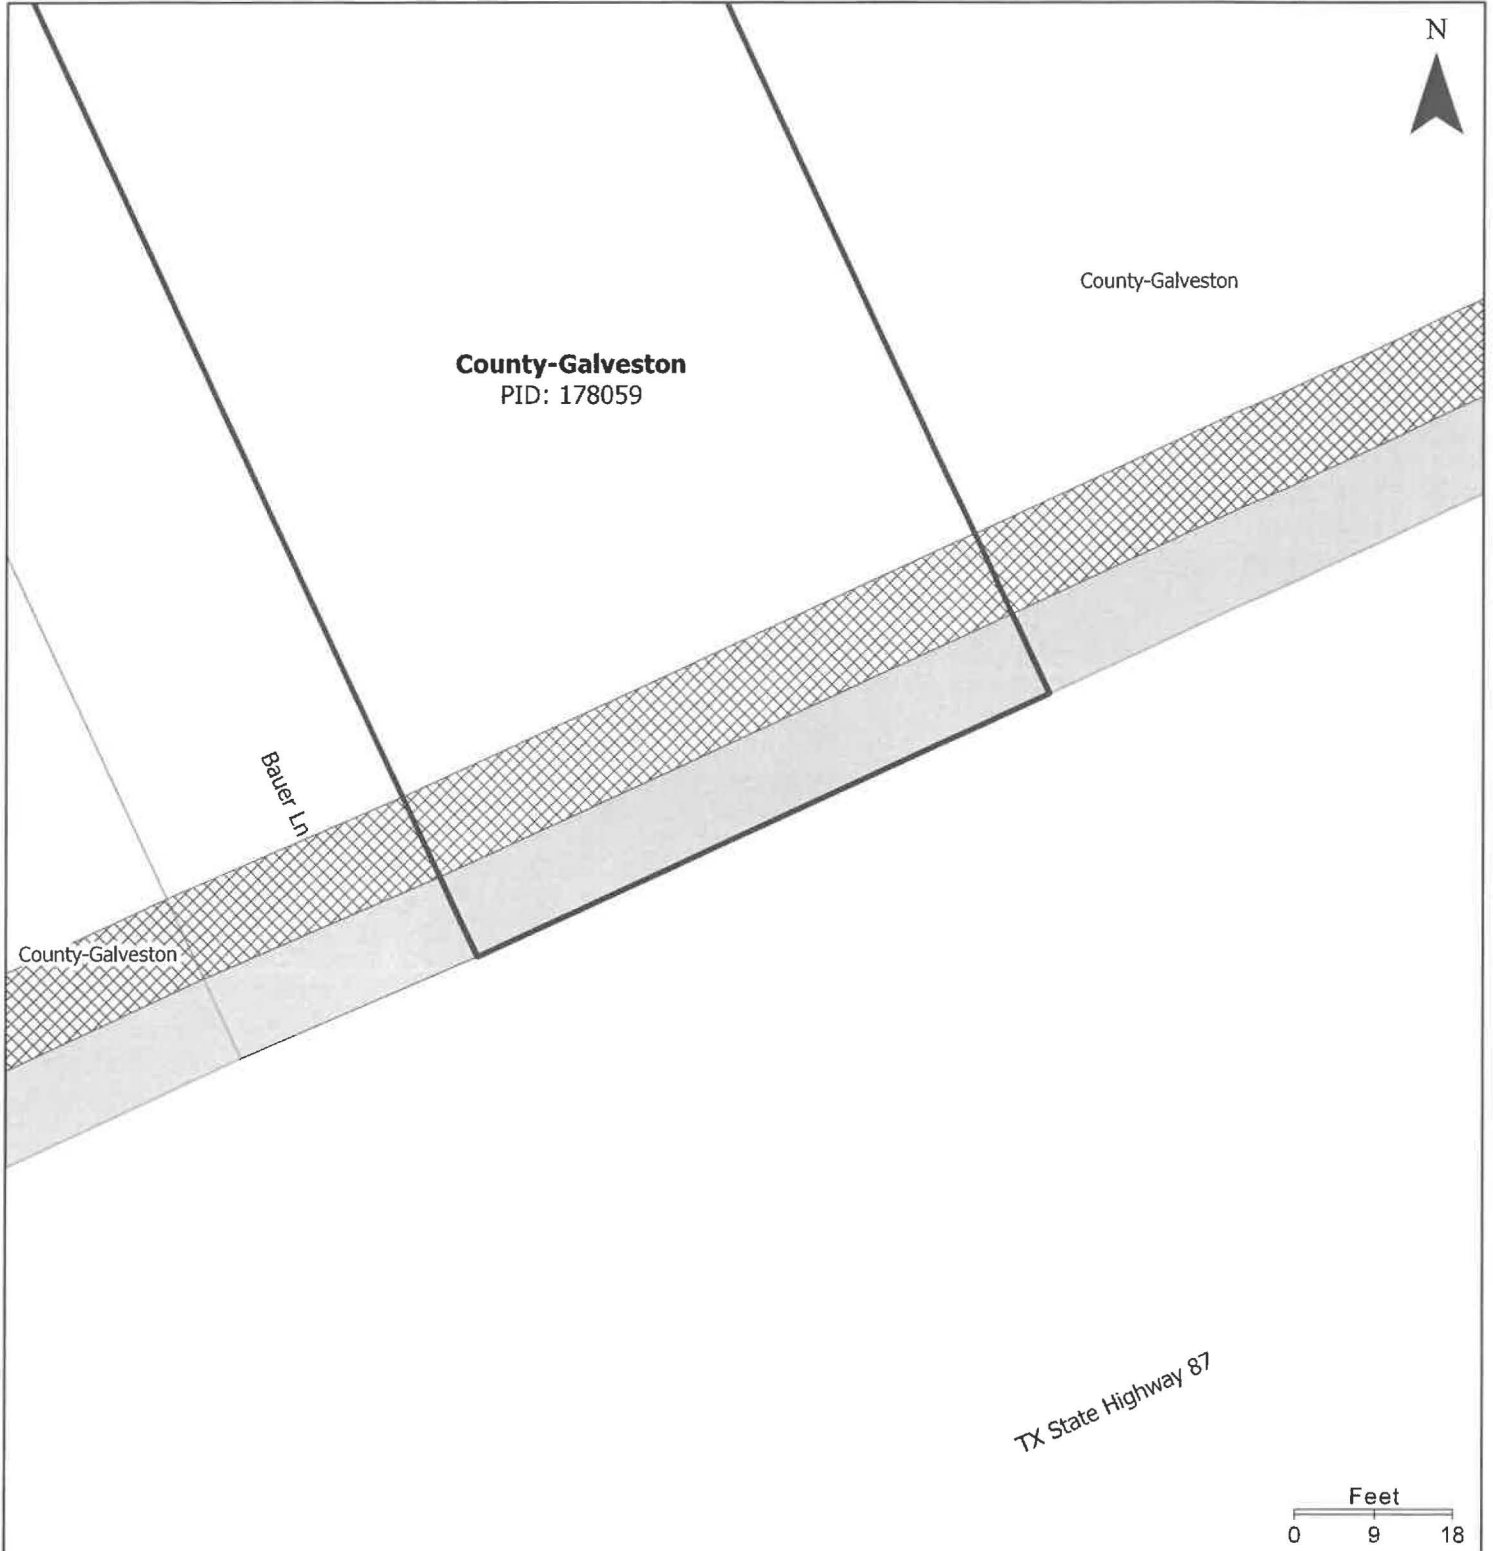 N
County-Galveston
County-Galveston
PID: 178059
Bauer Ln
County-Galveston
TX State Highway 87
Feet
0 9 18